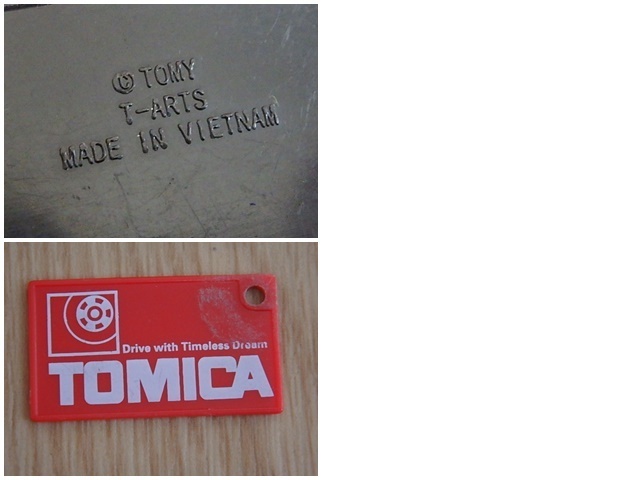 © TOMY
T-ARTS
MADE IN VIETNAM
Drive with Timeless Dream
TOMICA